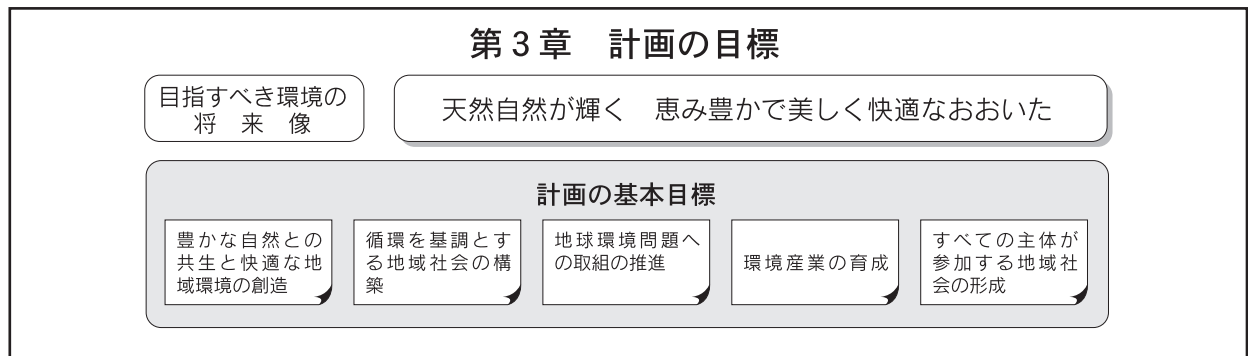 第3章　計画の目標
目指すべき環境の
将　来　像
天然自然が輝く　恵み豊かで美しく快適なおおいた
計画の基本目標
豊かな自然との
共生と快適な地
域環境の創造
循環を基調とす
る地域社会の構
築
地球環境問題へ
の取組の推進
環境産業の育成
すべての主体が
参加する地域社
会の形成